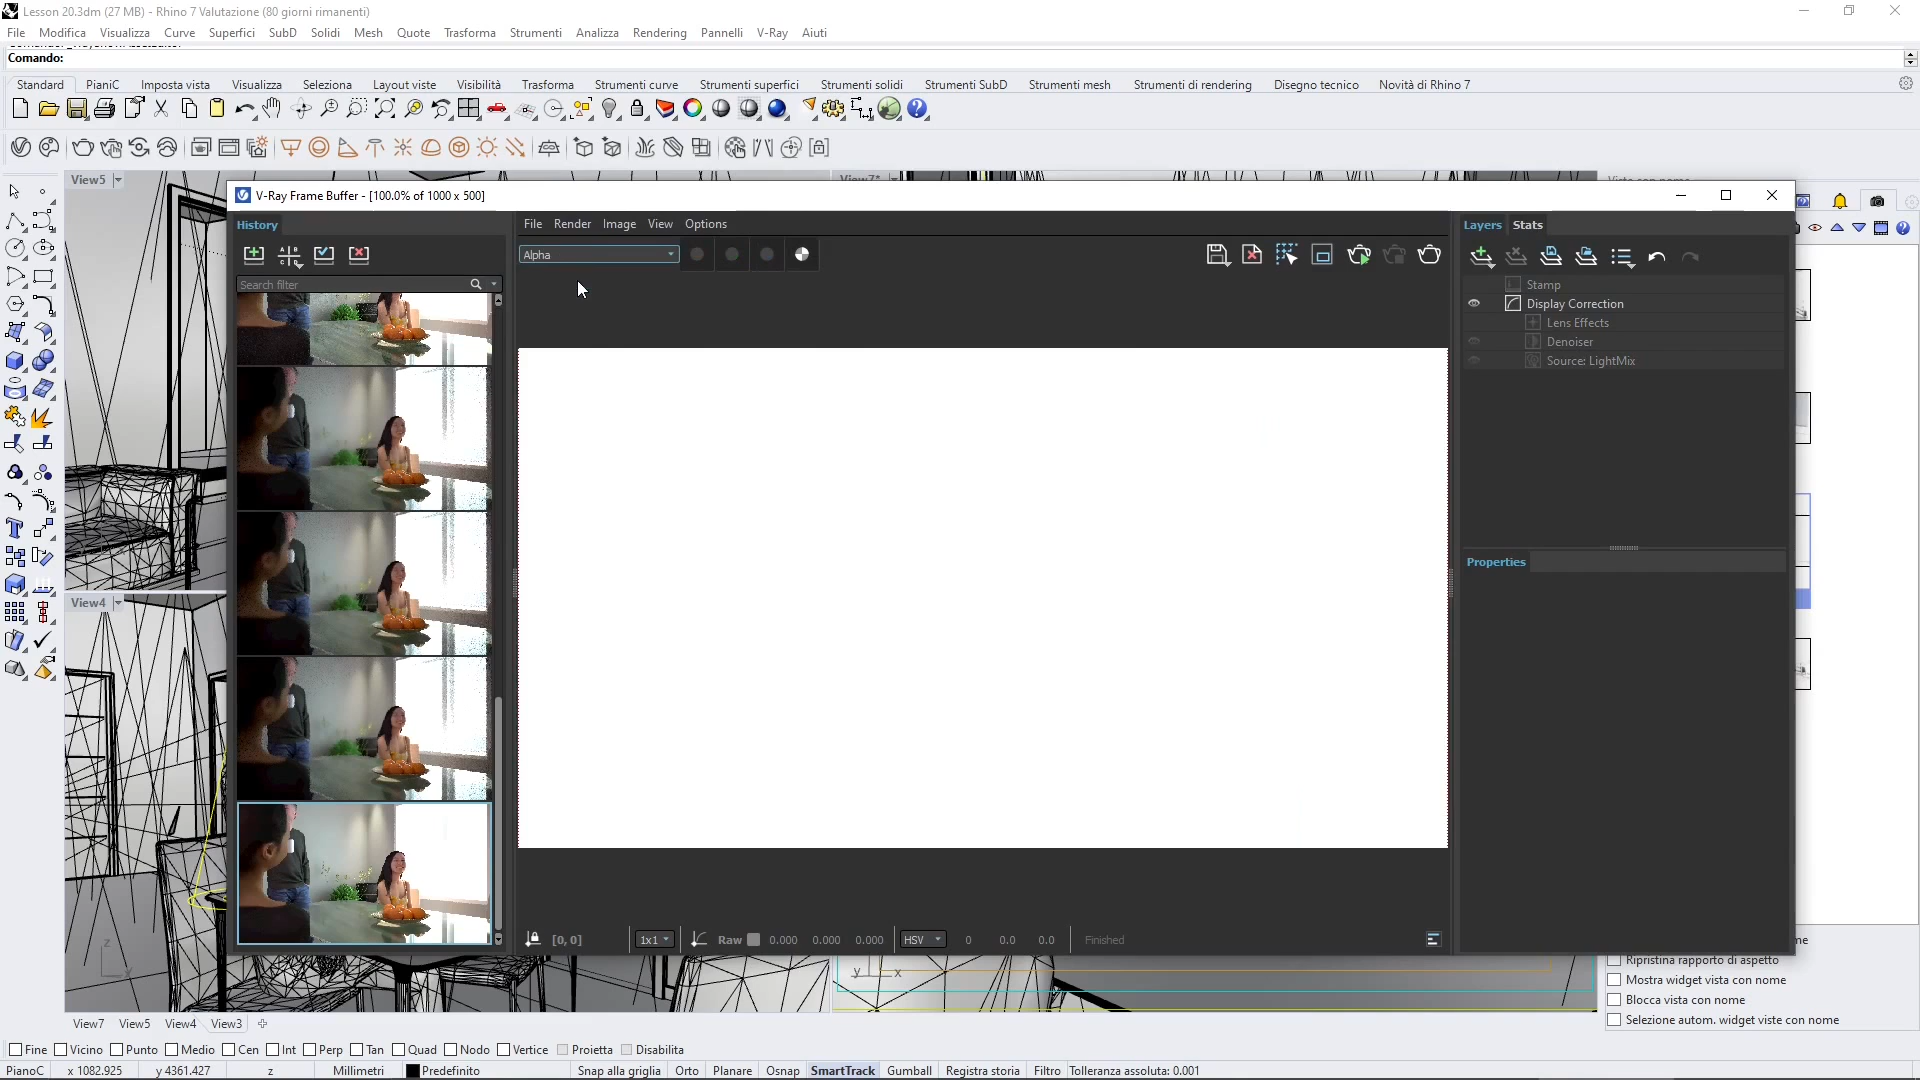 Lesson 20.3dm (27 MB) - Rhino 7 Valutazione (80 giorni rimanenti)
File Modifica Visualizza Curve Superfici SubD Solidi Mesh Quote Trasforma Strumenti Analizza Rendering Pannelli V-Ray Aiuti
Comando:
Standard PianiC Imposta vista Visualizza Seleziona Layout viste Visibilità Trasforma Strumenti curve Strumenti superfici Strumenti solidi Strumenti SubD Strumenti mesh Strumenti di rendering Disegno tecnico Novità di Rhino 7
View5
V-Ray Frame Buffer - [100.0% of 1000 x 500]
History
File Render Image View Options
Layers Stats
Alpha
Search filter
Stamp
Display Correction
Lens Effects
Denoiser
Source: LightMix
Properties
View4
[0, 0] 1x1 Raw 0.000 0.000 0.000 HSV 0 0.0 0.0 Finished
z
y
y x
Ripristina rapporto di aspetto
Mostra widget vista con nome
Blocca vista con nome
Selezione autom. widget viste con nome
View7 View5 View4 View3
Fine Vicino Punto Medio Cen Int Perp Tan Quad Nodo Vertice Proietta Disabilita
PianoC x 1082.925 y 4361.427 z Millimetri Predefinito Snap alla griglia Orto Planare Osnap SmartTrack Gumball Registra storia Filtro Tolleranza assoluta: 0.001